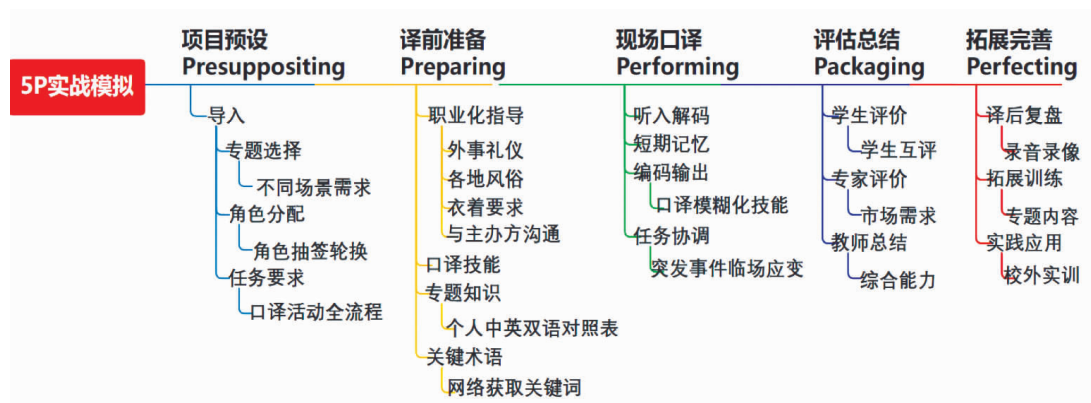 5P实战模拟
项目预设
Presuppositing
导入
专题选择
不同场景需求
角色分配
角色抽签轮换
任务要求
口译活动全流程
译前准备
Preparing
职业化指导
外事礼仪
各地风俗
衣着要求
与主办方沟通
口译技能
专题知识
个人中英双语对照表
关键术语
网络获取关键词
现场口译
Performing
听入解码
短期记忆
编码输出
口译模糊化技能
任务协调
突发事件临场应变
评估总结
Packaging
学生评价
学生互评
专家评价
市场需求
教师总结
综合能力
拓展完善
Perfecting
译后复盘
录音录像
拓展训练
专题内容
实践应用
校外实训